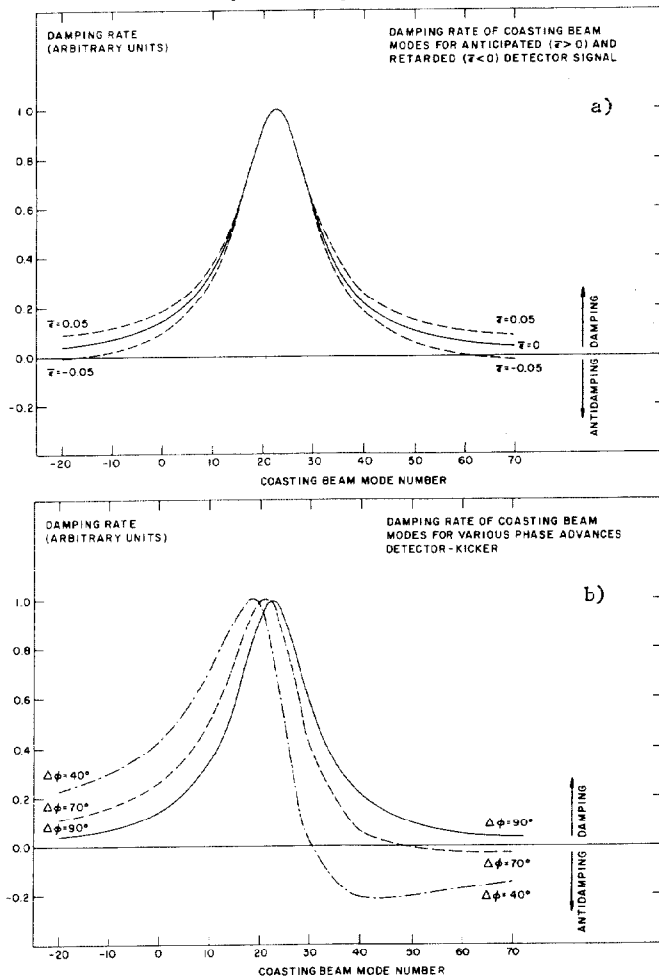 DAMPING RATE
(ARBITRARY UNITS)
DAMPING RATE OF COASTING BEAM
MODES FOR ANTICIPATED (τ̄>0) AND
RETARDED (τ̄<0) DETECTOR SIGNAL
a)
1.0
0.8
0.6
0.4
0.2
0.0
-0.2
τ̄=0.05
τ̄=-0.05
τ̄=0.05
τ̄=0
τ̄=-0.05
DAMPING
ANTIDAMPING
-20 -10 0 10 20 30 40 50 60 70
COASTING BEAM MODE NUMBER
DAMPING RATE
(ARBITRARY UNITS)
DAMPING RATE OF COASTING BEAM
MODES FOR VARIOUS PHASE ADVANCES
DETECTOR-KICKER
b)
1.0
0.8
0.6
0.4
0.2
0.0
-0.2
Δϕ=40°
Δϕ=70°
Δϕ=90°
Δϕ=90°
Δϕ=70°
Δϕ=40°
DAMPING
ANTIDAMPING
-20 -10 0 10 20 30 40 50 60 70
COASTING BEAM MODE NUMBER